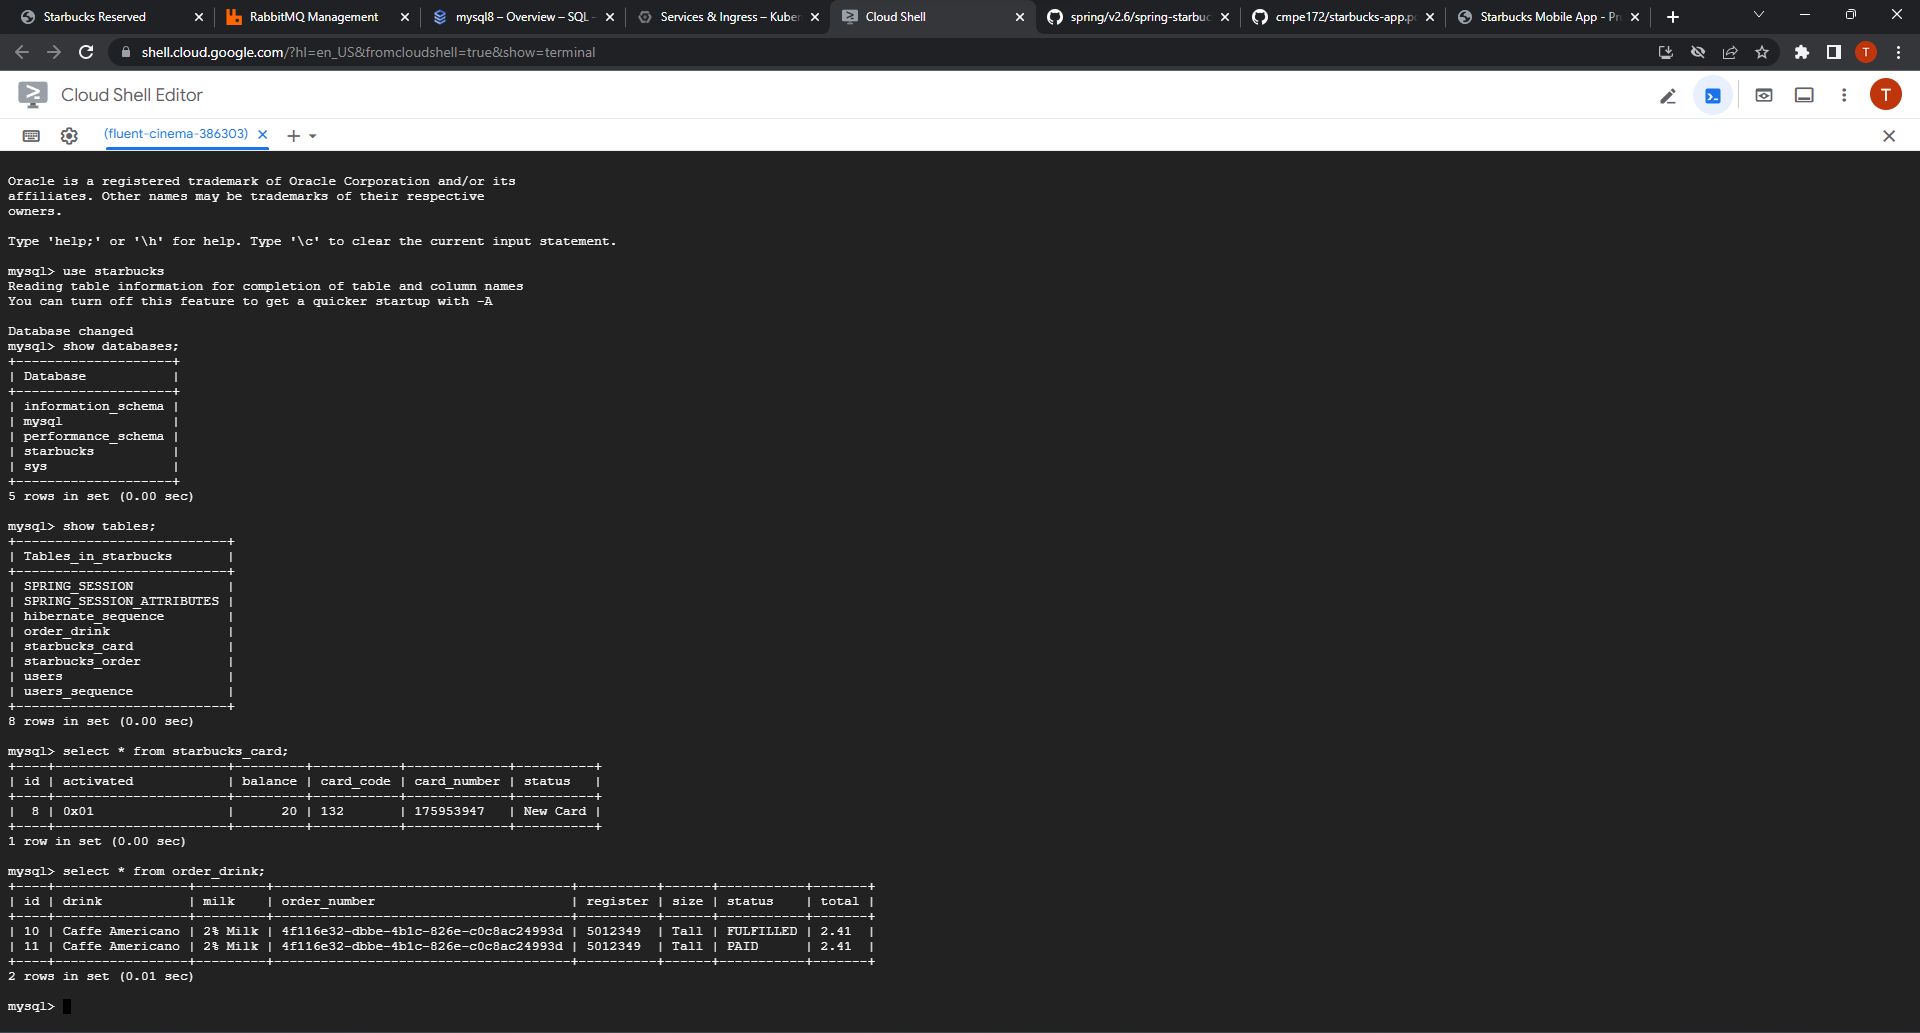 Starbucks Reserved
RabbitMQ Management
mysql8 – Overview – SQL –
Services & Ingress – Kuber
Cloud Shell
spring/v2.6/spring-starbuc
cmpe172/starbucks-app.po
Starbucks Mobile App - Pr
shell.cloud.google.com/?hl=en_US&fromcloudshell=true&show=terminal
T
Cloud Shell Editor
T
(fluent-cinema-386303)
Oracle is a registered trademark of Oracle Corporation and/or its
affiliates. Other names may be trademarks of their respective
owners.
Type 'help;' or '\h' for help. Type '\c' to clear the current input statement.
mysql> use starbucks
Reading table information for completion of table and column names
You can turn off this feature to get a quicker startup with -A
Database changed
mysql> show databases;
+--------------------+
| Database           |
+--------------------+
| information_schema |
| mysql              |
| performance_schema |
| starbucks          |
| sys                |
+--------------------+
5 rows in set (0.00 sec)
mysql> show tables;
+---------------------------+
| Tables_in_starbucks       |
+---------------------------+
| SPRING_SESSION            |
| SPRING_SESSION_ATTRIBUTES |
| hibernate_sequence        |
| order_drink               |
| starbucks_card            |
| starbucks_order           |
| users                     |
| users_sequence            |
+---------------------------+
8 rows in set (0.00 sec)
mysql> select * from starbucks_card;
+----+----------------------+---------+-----------+-------------+----------+
| id | activated            | balance | card_code | card_number | status   |
+----+----------------------+---------+-----------+-------------+----------+
|  8 | 0x01                 |      20 | 132       | 175953947   | New Card |
+----+----------------------+---------+-----------+-------------+----------+
1 row in set (0.00 sec)
mysql> select * from order_drink;
+----+-----------------+---------+--------------------------------------+----------+------+-----------+-------+
| id | drink           | milk    | order_number                         | register | size | status    | total |
+----+-----------------+---------+--------------------------------------+----------+------+-----------+-------+
| 10 | Caffe Americano | 2% Milk | 4f116e32-dbbe-4b1c-826e-c0c8ac24993d | 5012349  | Tall | FULFILLED | 2.41  |
| 11 | Caffe Americano | 2% Milk | 4f116e32-dbbe-4b1c-826e-c0c8ac24993d | 5012349  | Tall | PAID      | 2.41  |
+----+-----------------+---------+--------------------------------------+----------+------+-----------+-------+
2 rows in set (0.01 sec)
mysql>